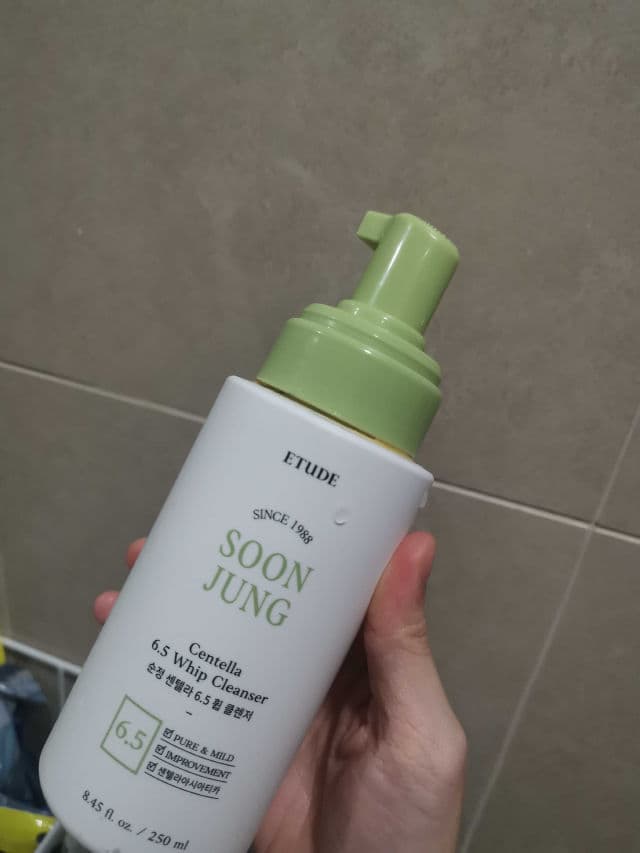 ETUDE
SINCE 1988
SOON
JUNG
Centella
6.5 Whip Cleanser
순정 센텔라 6.5 휩 클렌저
6.5
PURE & MILD
IMPROVEMENT
센텔라아시아티카
8.45 fl. oz. / 250 ml